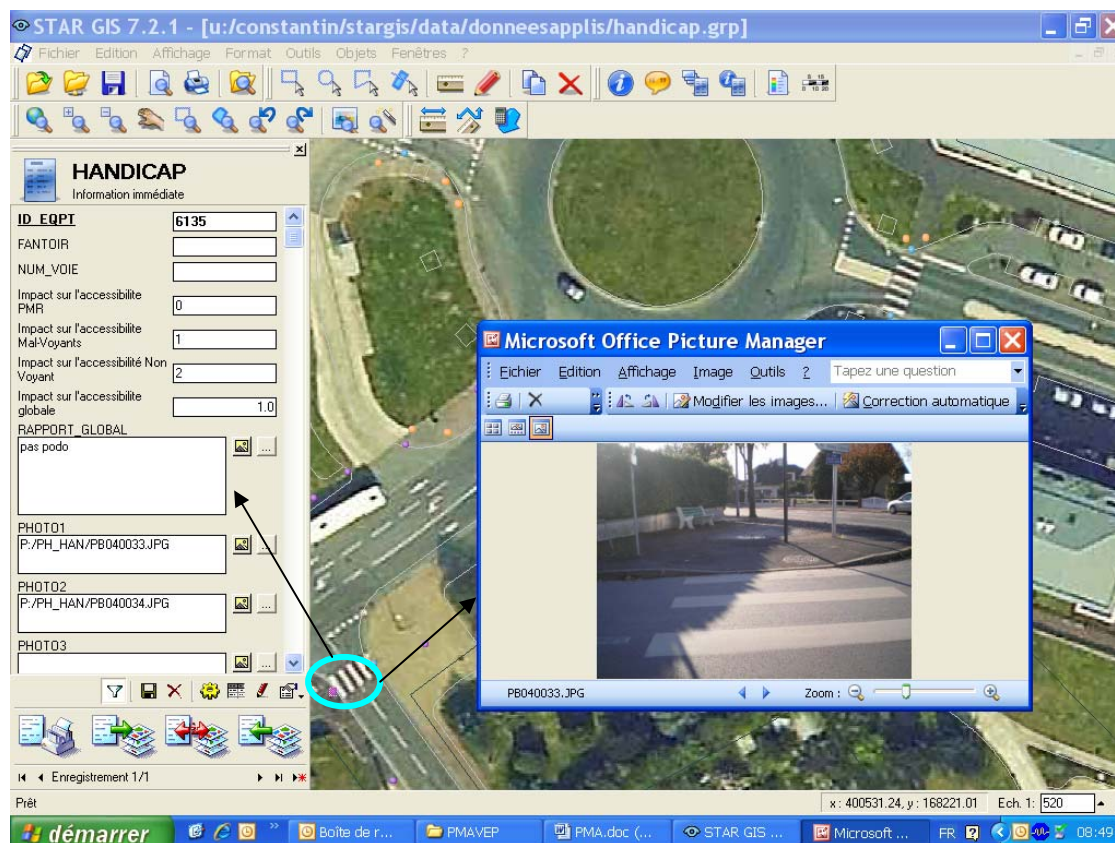 STAR GIS 7.2.1 - [u:/constantin/stargis/data/donneesapplis/handicap.grp]
Fichier Edition Affichage Format Outils Objets Fenêtres ?
HANDICAP
Information immédiate
ID_EQPT 6135
FANTOIR
NUM_VOIE
Impact sur l'accessibilite
PMR 0
Impact sur l'accessibilite
Mal-Voyants 1
Impact sur l'accessibilité Non
Voyant 2
Impact sur l'accessibilite
globale 1.0
RAPPORT_GLOBAL
pas podo
...
PHOTO1
P:/PH_HAN/PB040033.JPG
...
PHOTO2
P:/PH_HAN/PB040034.JPG
...
PHOTO3
...
Enregistrement 1/1
Microsoft Office Picture Manager
Fichier Edition Affichage Image Outils ? Tapez une question
Modifier les images... Correction automatique
PB040033.JPG Zoom :
Prêt x : 400531.24, y : 168221.01 Ech. 1: 520
démarrer » Boîte de r... PMAVEP PMA.doc (... STAR GIS ... Microsoft ... FR 08:49